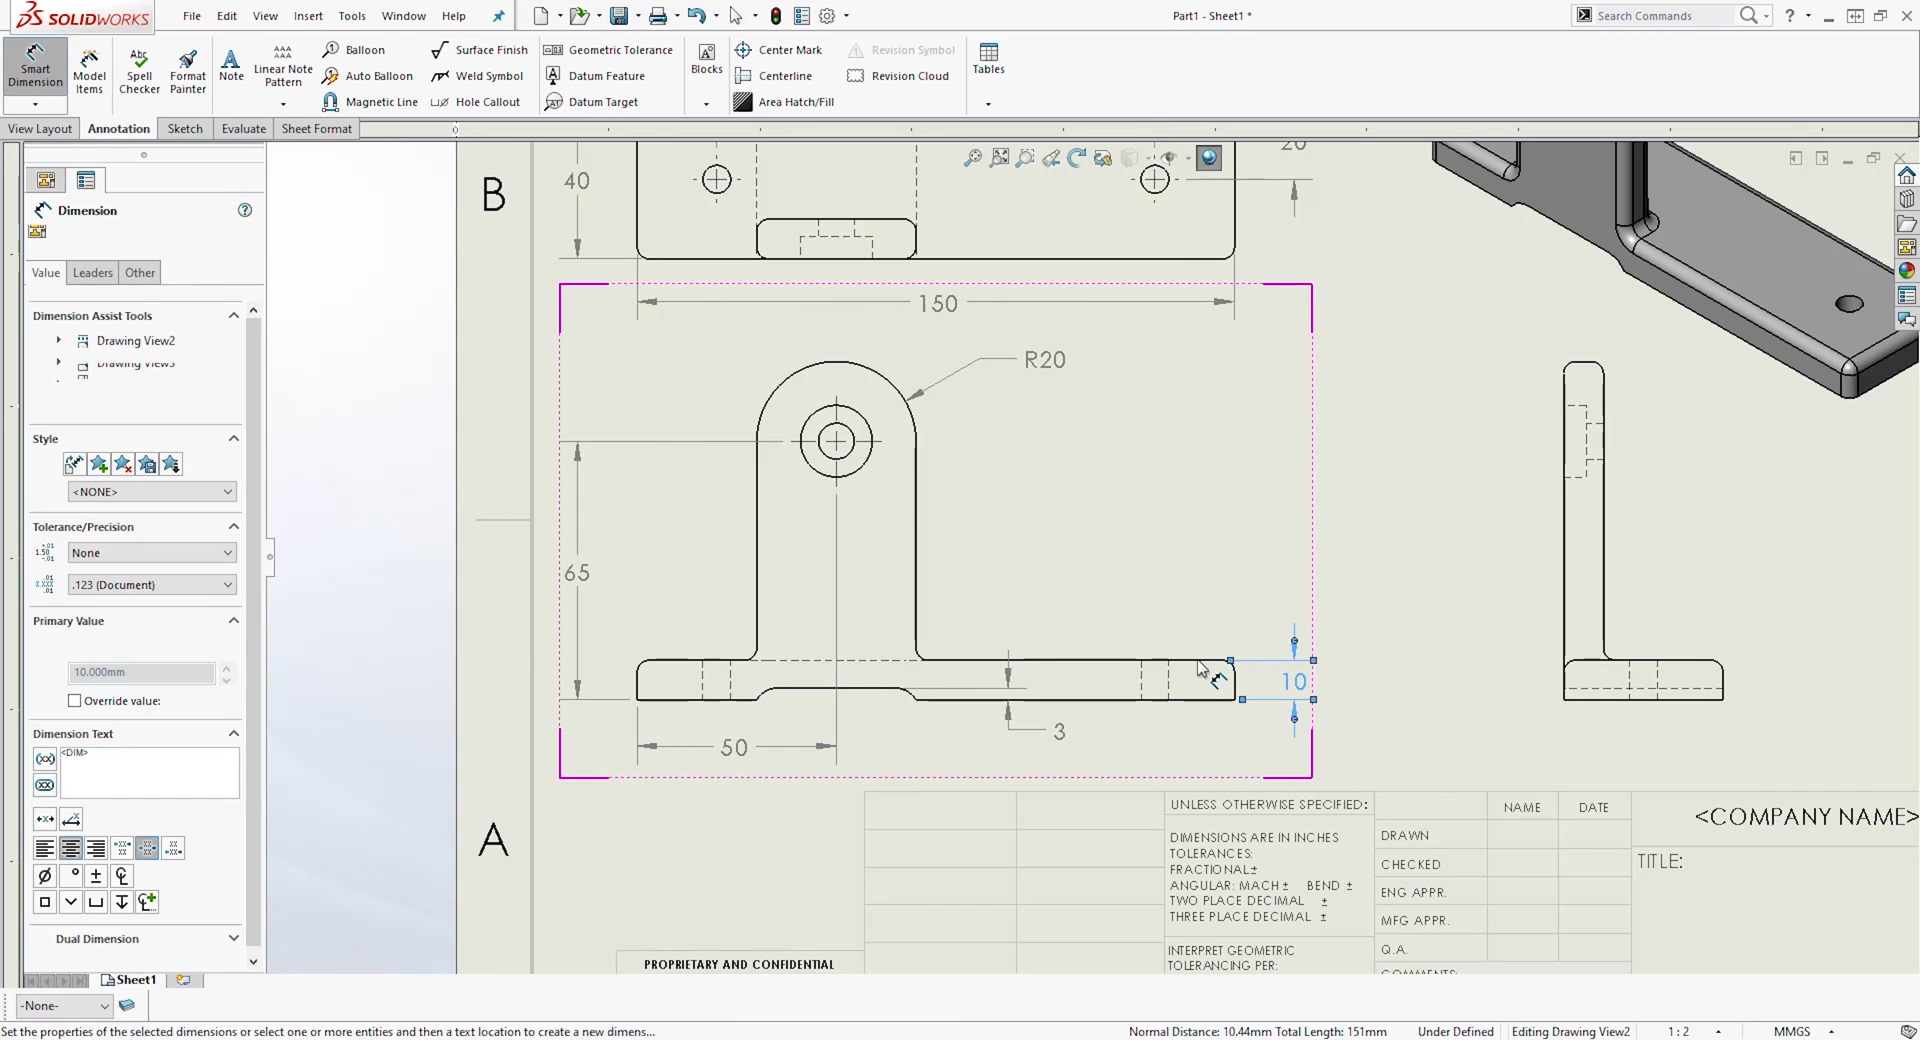 SOLIDWORKS File Edit View Insert Tools Window Help Part1 - Sheet1 * Search Commands ?
Smart Dimension
Model Items
Abc Spell Checker
Format Painter
Note
Linear Note Pattern
Balloon
Auto Balloon
Magnetic Line
Surface Finish
Weld Symbol
Hole Callout
Geometric Tolerance
Datum Feature
Datum Target
Blocks
Center Mark
Centerline
Area Hatch/Fill
Revision Symbol
Revision Cloud
Tables
View Layout Annotation Sketch Evaluate Sheet Format
Dimension
Value Leaders Other
Dimension Assist Tools
Drawing View2
Drawing View3
Style
<NONE>
Tolerance/Precision
None
.123 (Document)
Primary Value
10.000mm
Override value:
Dimension Text
<DIM>
Dual Dimension
B
40
20
150
R20
65
10
3
50
A
UNLESS OTHERWISE SPECIFIED:
DIMENSIONS ARE IN INCHES
TOLERANCES:
FRACTIONAL±
ANGULAR: MACH± BEND ±
TWO PLACE DECIMAL ±
THREE PLACE DECIMAL ±
INTERPRET GEOMETRIC
TOLERANCING PER:
NAME DATE
DRAWN
CHECKED
ENG APPR.
MFG APPR.
Q.A.
COMMENTS:
<COMPANY NAME>
TITLE:
PROPRIETARY AND CONFIDENTIAL
Sheet1
-None-
Set the properties of the selected dimensions or select one or more entities and then a text location to create a new dimens... Normal Distance: 10.44mm Total Length: 151mm Under Defined Editing Drawing View2 1 : 2 MMGS